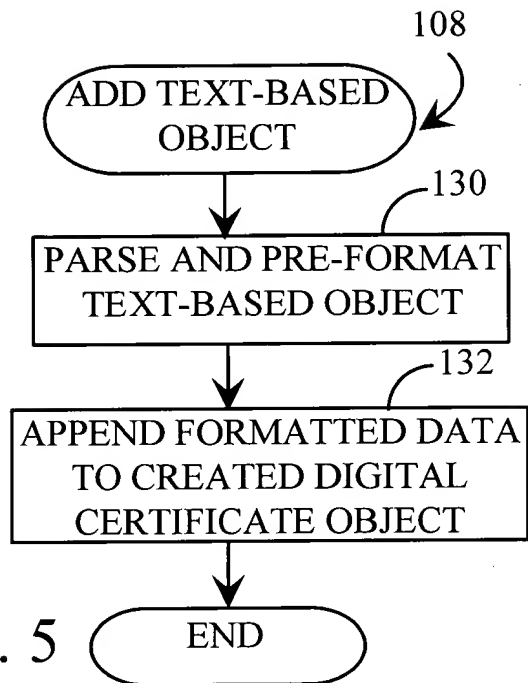 108
ADD TEXT-BASED
OBJECT
130
PARSE AND PRE-FORMAT
TEXT-BASED OBJECT
132
APPEND FORMATTED DATA
TO CREATED DIGITAL
CERTIFICATE OBJECT
END
. 5